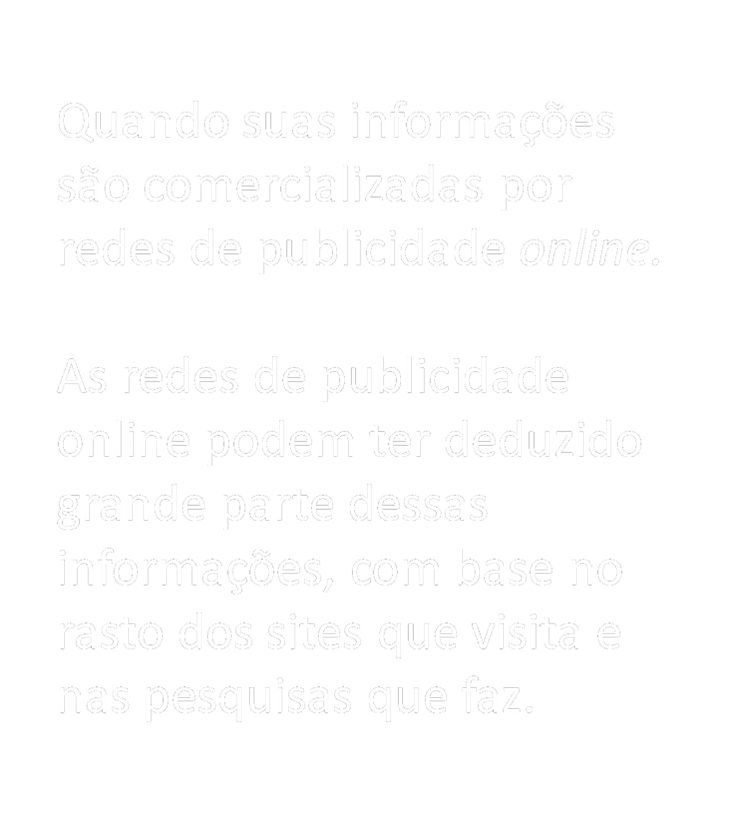 Quando suas informações
são comercializadas por
redes de publicidade online.
As redes de publicidade
online podem ter deduzido
grande parte dessas
informações, com base no
rasto dos sites que visita e
nas pesquisas que faz.